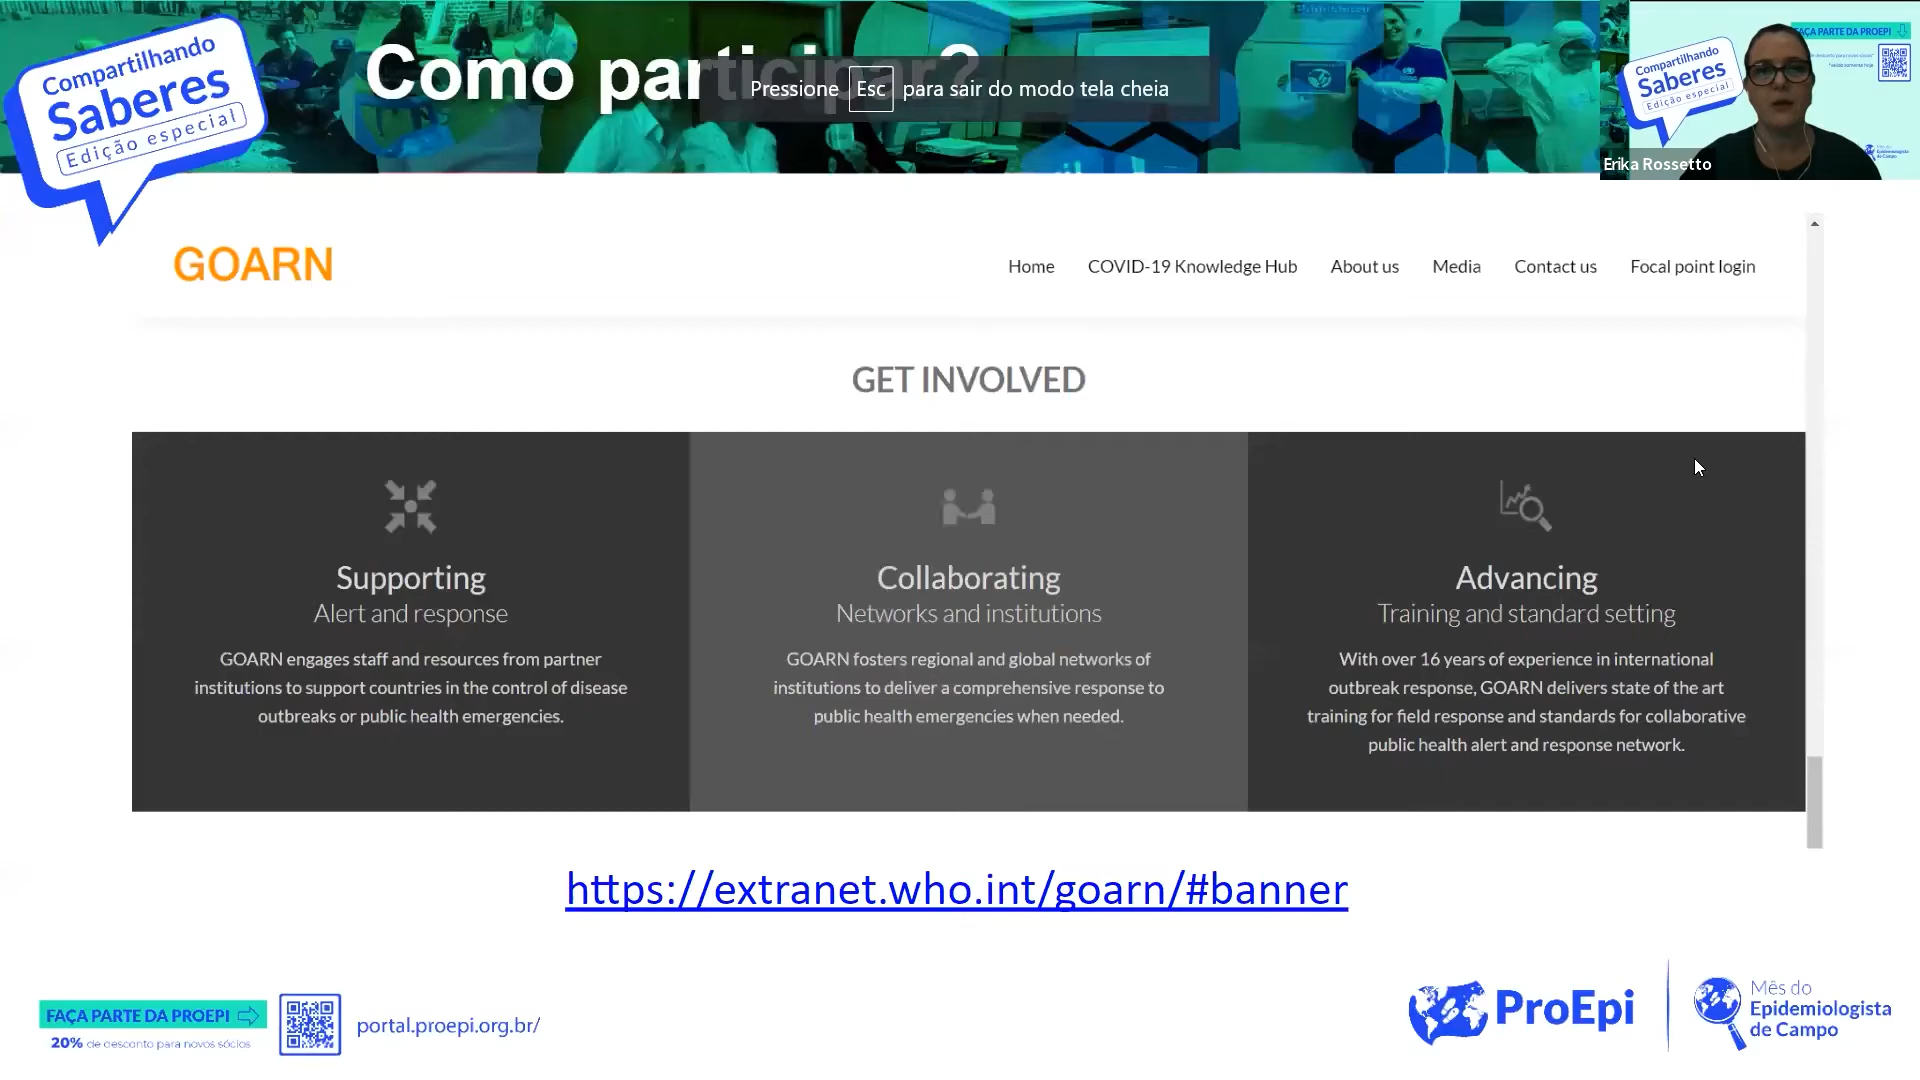 Compartilhando
Saberes
Edição especial
Como participar?
Pressione Esc para sair do modo tela cheia
FAÇA PARTE DA PROEPI
Compartilhando
Saberes
Edição especial
Erika Rossetto
GOARN
Home
COVID-19 Knowledge Hub
About us
Media
Contact us
Focal point login
GET INVOLVED
Supporting
Alert and response
GOARN engages staff and resources from partner
institutions to support countries in the control of disease
outbreaks or public health emergencies.
Collaborating
Networks and institutions
GOARN fosters regional and global networks of
institutions to deliver a comprehensive response to
public health emergencies when needed.
Advancing
Training and standard setting
With over 16 years of experience in international
outbreak response, GOARN delivers state of the art
training for field response and standards for collaborative
public health alert and response network.
https://extranet.who.int/goarn/#banner
FAÇA PARTE DA PROEPI
20% de desconto para novos sócios
portal.proepi.org.br/
ProEpi
Mês do
Epidemiologista
de Campo